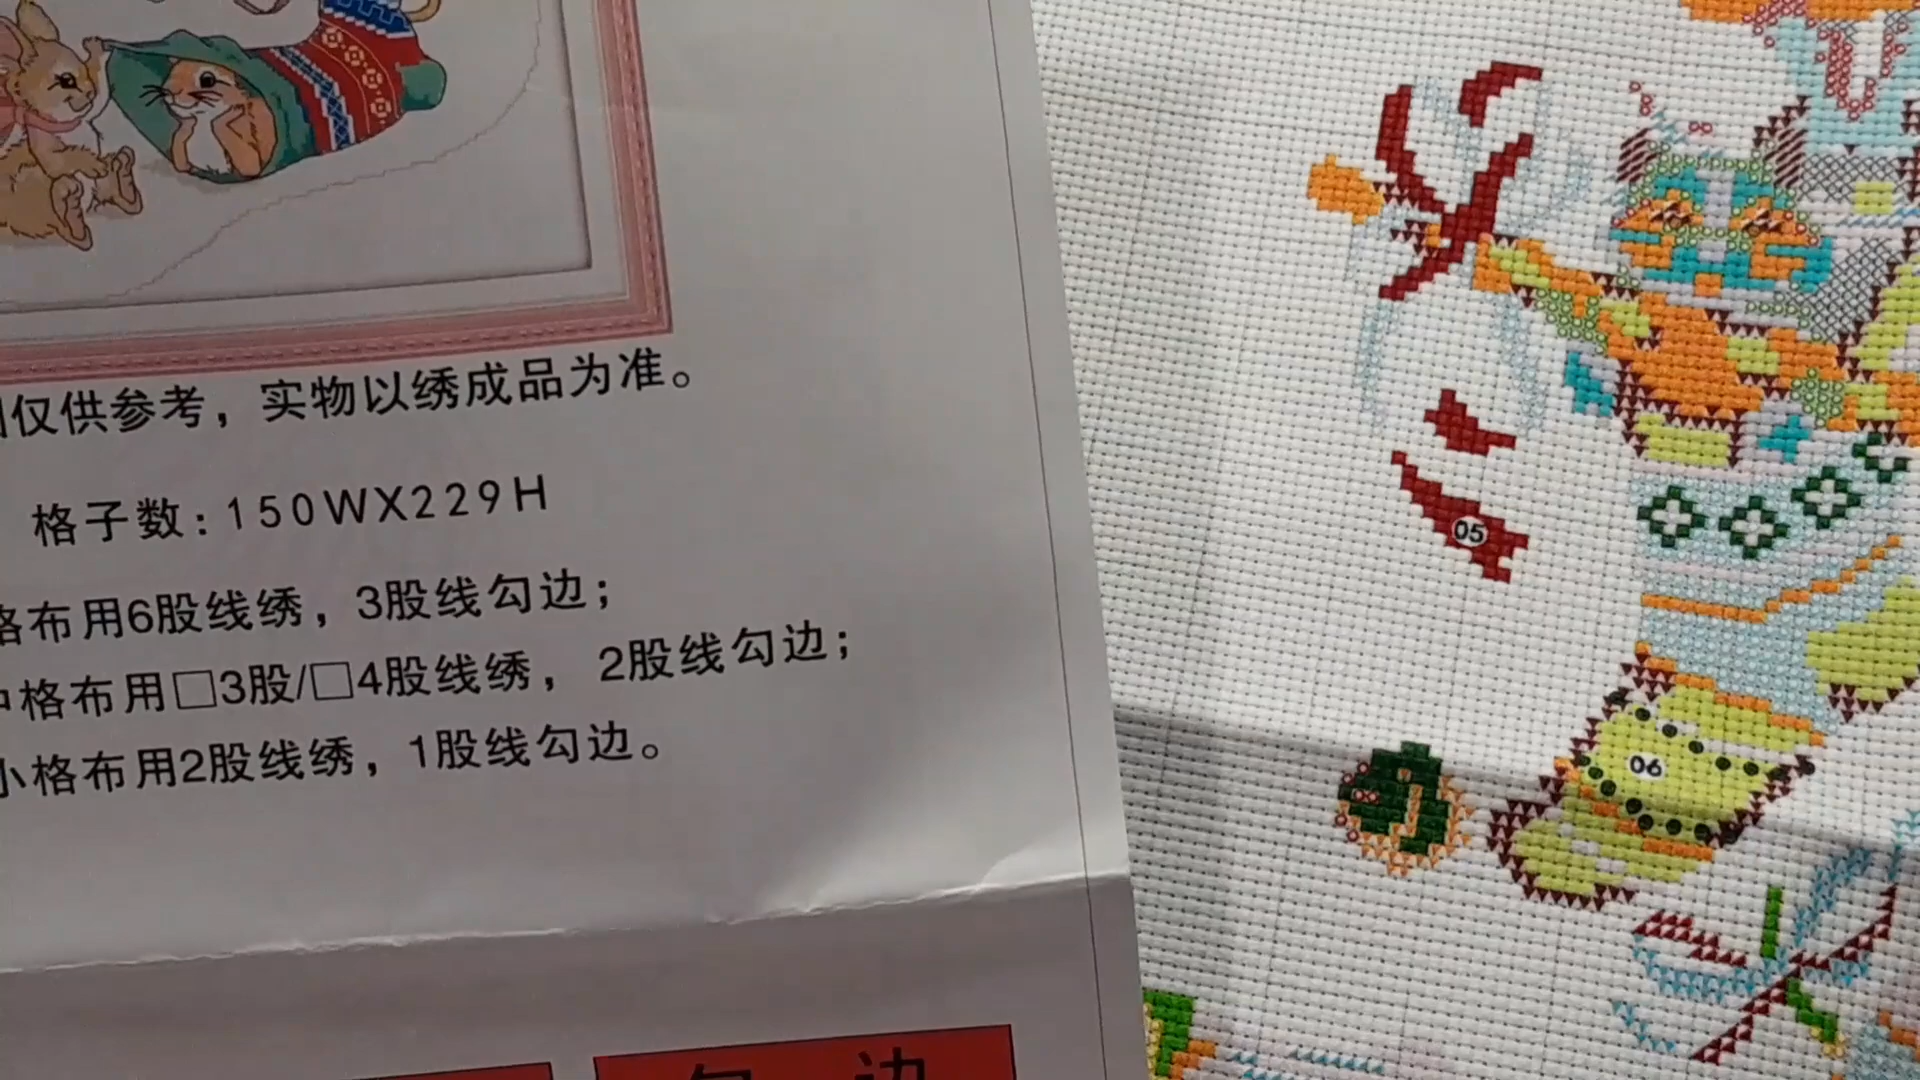 仅供参考，实物以绣成品为准。
格子数:150WX229H
格布用6股线绣，3股线勾边；
中格布用□3股/□4股线绣，2股线勾边；
小格布用2股线绣，1股线勾边。
勾 边
05
06